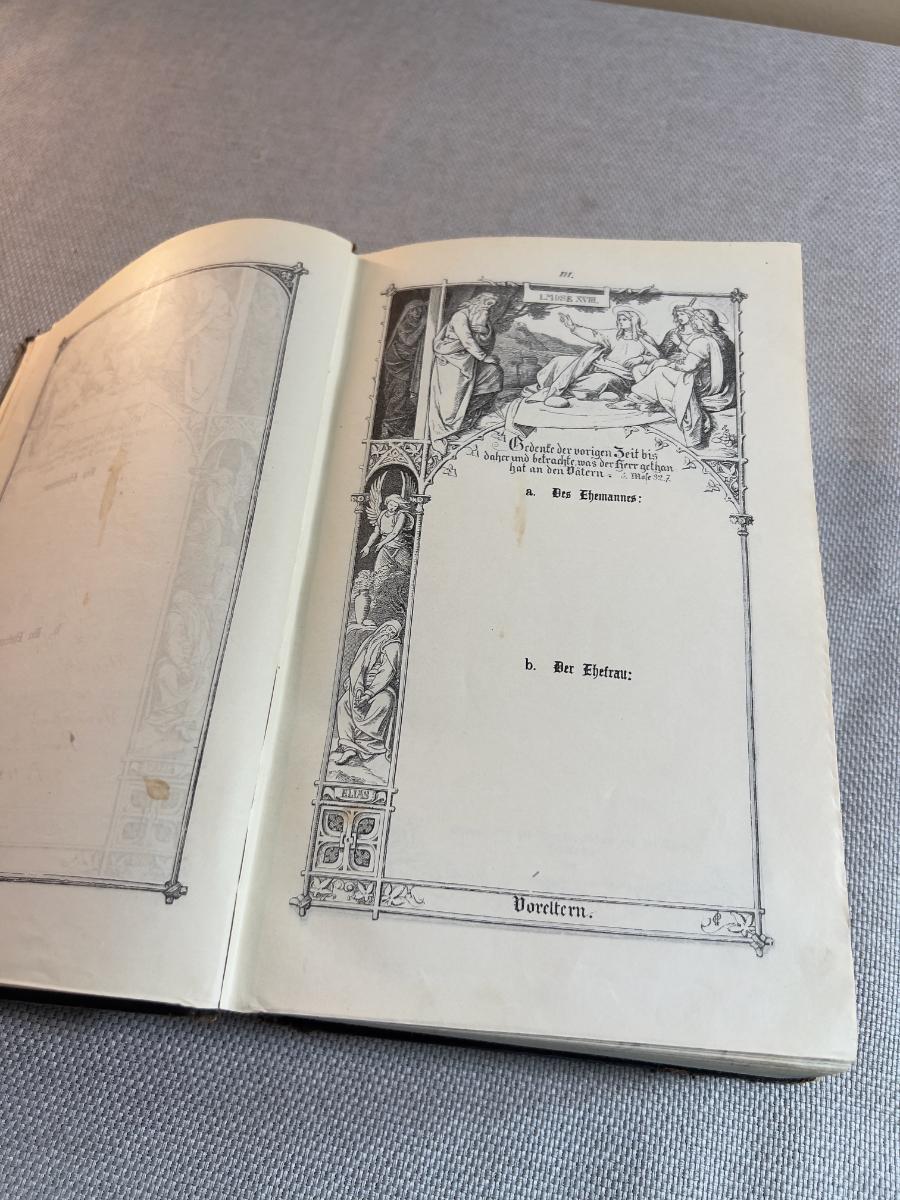 III.
I. MOSE XVIII.
Gedenke der vorigen Zeit bis
daher und betrachte, was der Herr gethan
hat an den Vätern. 5. Mose 32.7.
a. Des Ehemannes:
b. Der Ehefrau:
ELIAS
Voreltern.